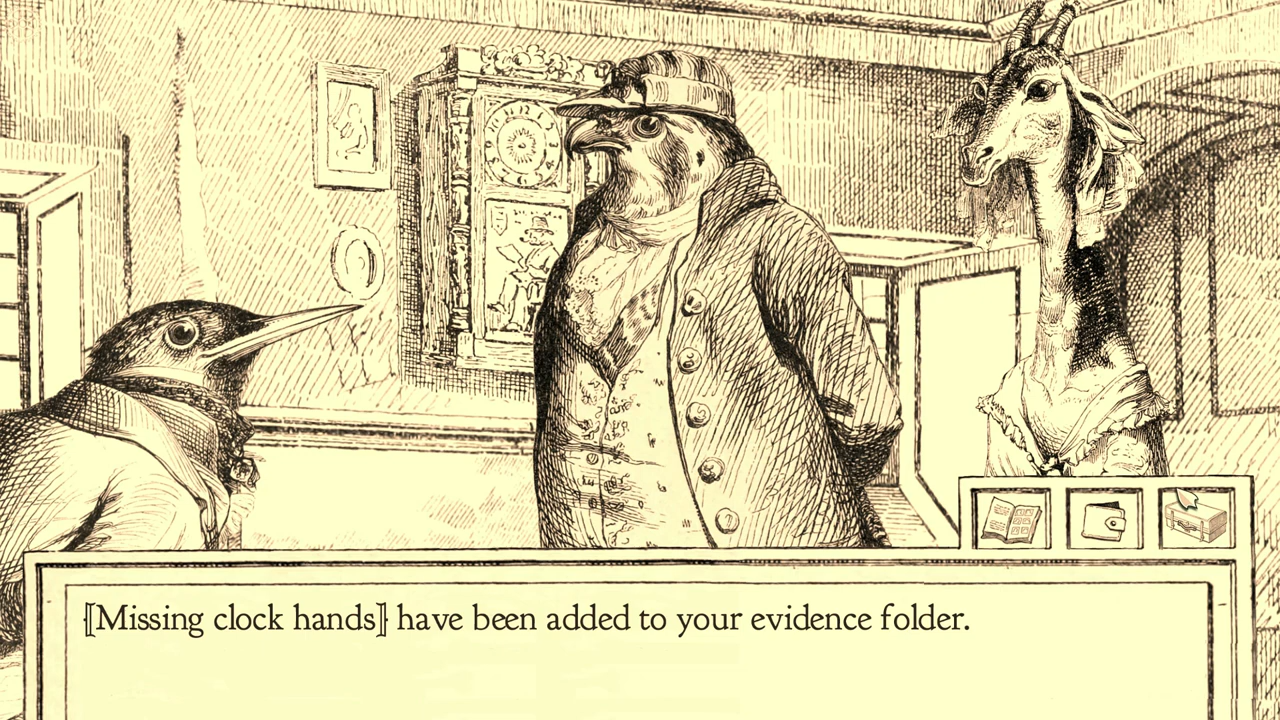 ⟦Missing clock hands⟧ have been added to your evidence folder.